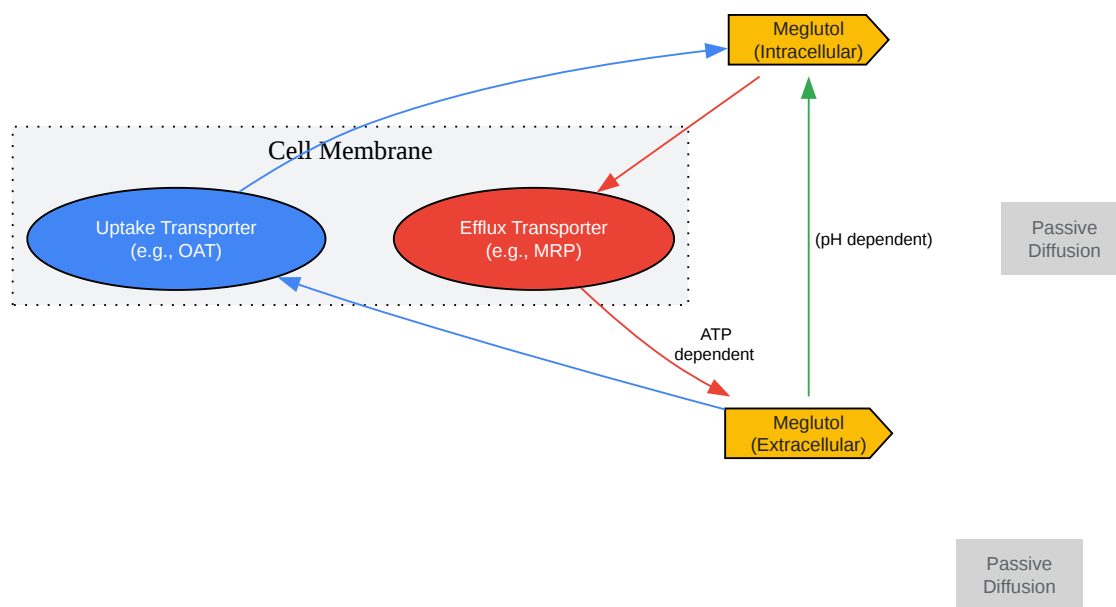 Meglutol
(Intracellular)
Cell Membrane
Uptake Transporter
(e.g., OAT)
Efflux Transporter
(e.g., MRP)
(pH dependent)
Passive
Diffusion
ATP
dependent
Meglutol
(Extracellular)
Passive
Diffusion